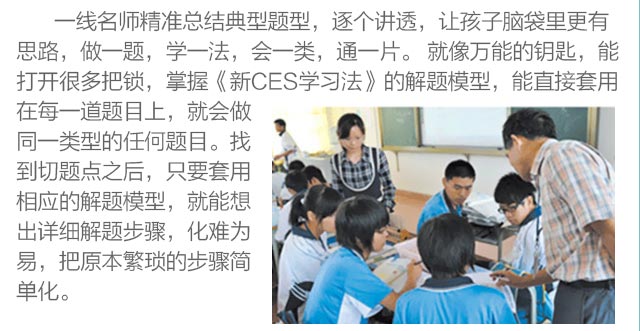 一线名师精准总结典型题型，逐个讲透，让孩子脑袋里更有
思路，做一题，学一法，会一类，通一片。 就像万能的钥匙，能
打开很多把锁，掌握《新CES学习法》的解题模型，能直接套用
在每一道题目上，就会做
同一类型的任何题目。找
到切题点之后，只要套用
相应的解题模型，就能想
出详细解题步骤，化难为
易，把原本繁琐的步骤简
单化。